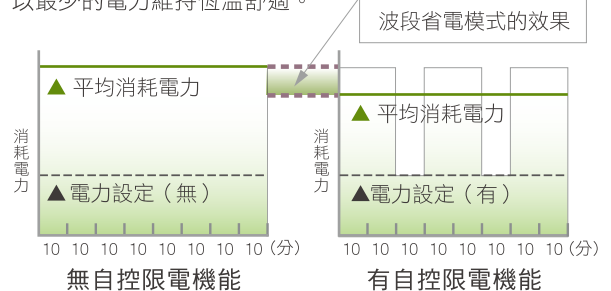 以最少的電力維持恆溫舒適。
波段省電模式的效果
▲ 平均消耗電力
消耗電力
▲電力設定（無）
10 10 10 10 10 10 10 10（分）
無自控限電機能
▲ 平均消耗電力
消耗電力
▲電力設定（有）
10 10 10 10 10 10 10 10（分）
有自控限電機能